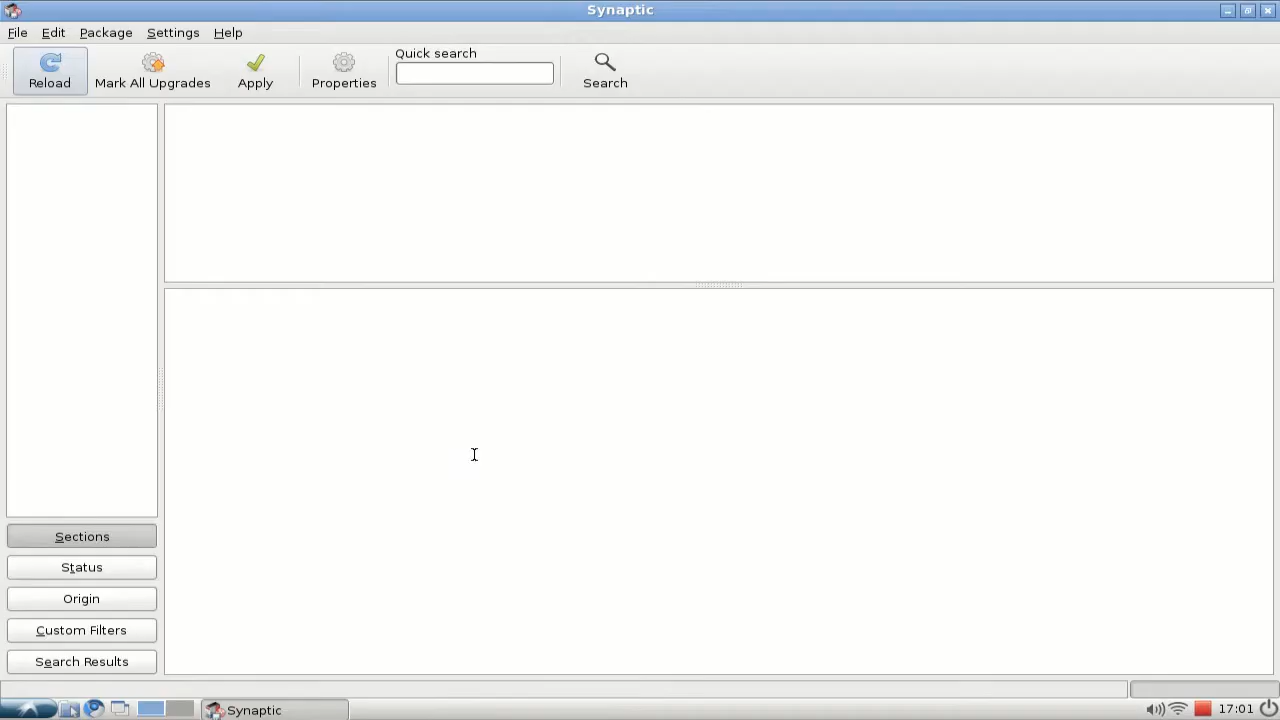 Synaptic
File Edit Package Settings Help
Reload Mark All Upgrades Apply Properties Quick search Search
Sections
Status
Origin
Custom Filters
Search Results
Synaptic 17:01